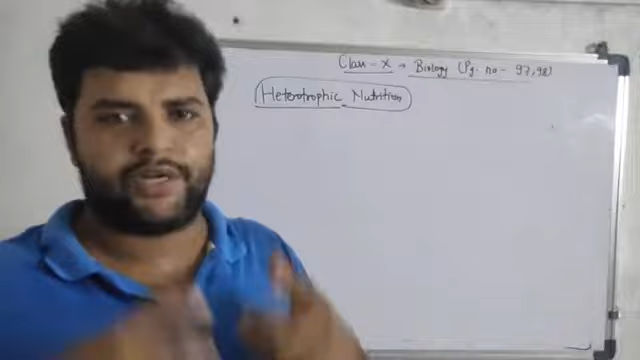 Class - X → Biology (Pg. no - 97, 98)
Heterotrophic Nutrition